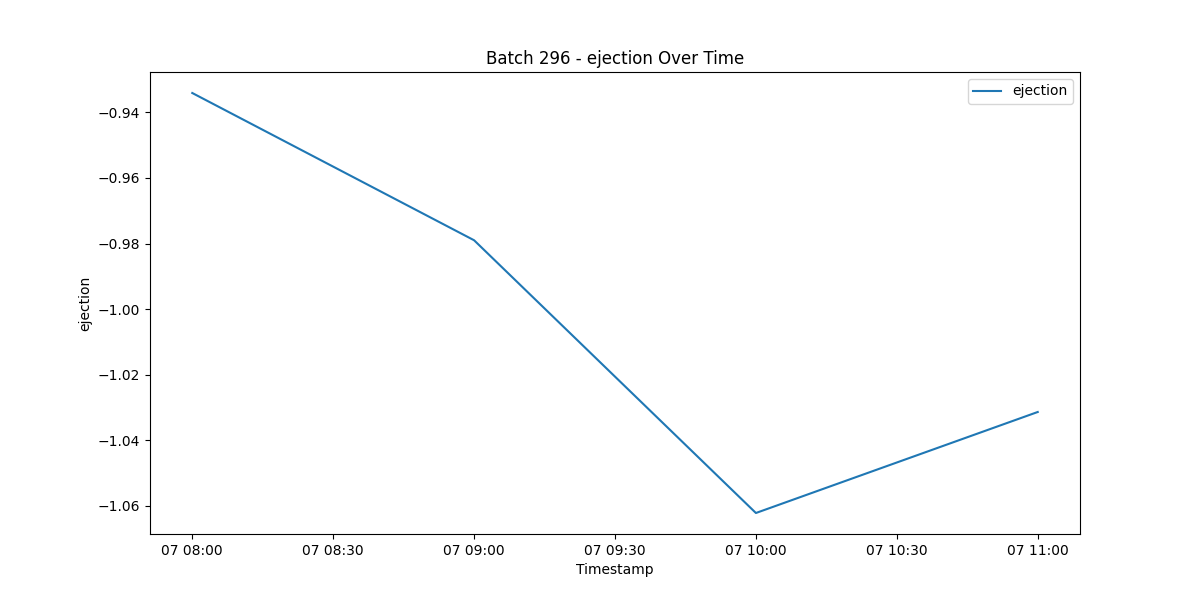 Batch 296 - ejection Over Time
ejection
−0.94
−0.96
−0.98
−1.00
−1.02
−1.04
−1.06
ejection
07 08:00 07 08:30 07 09:00 07 09:30 07 10:00 07 10:30 07 11:00
Timestamp